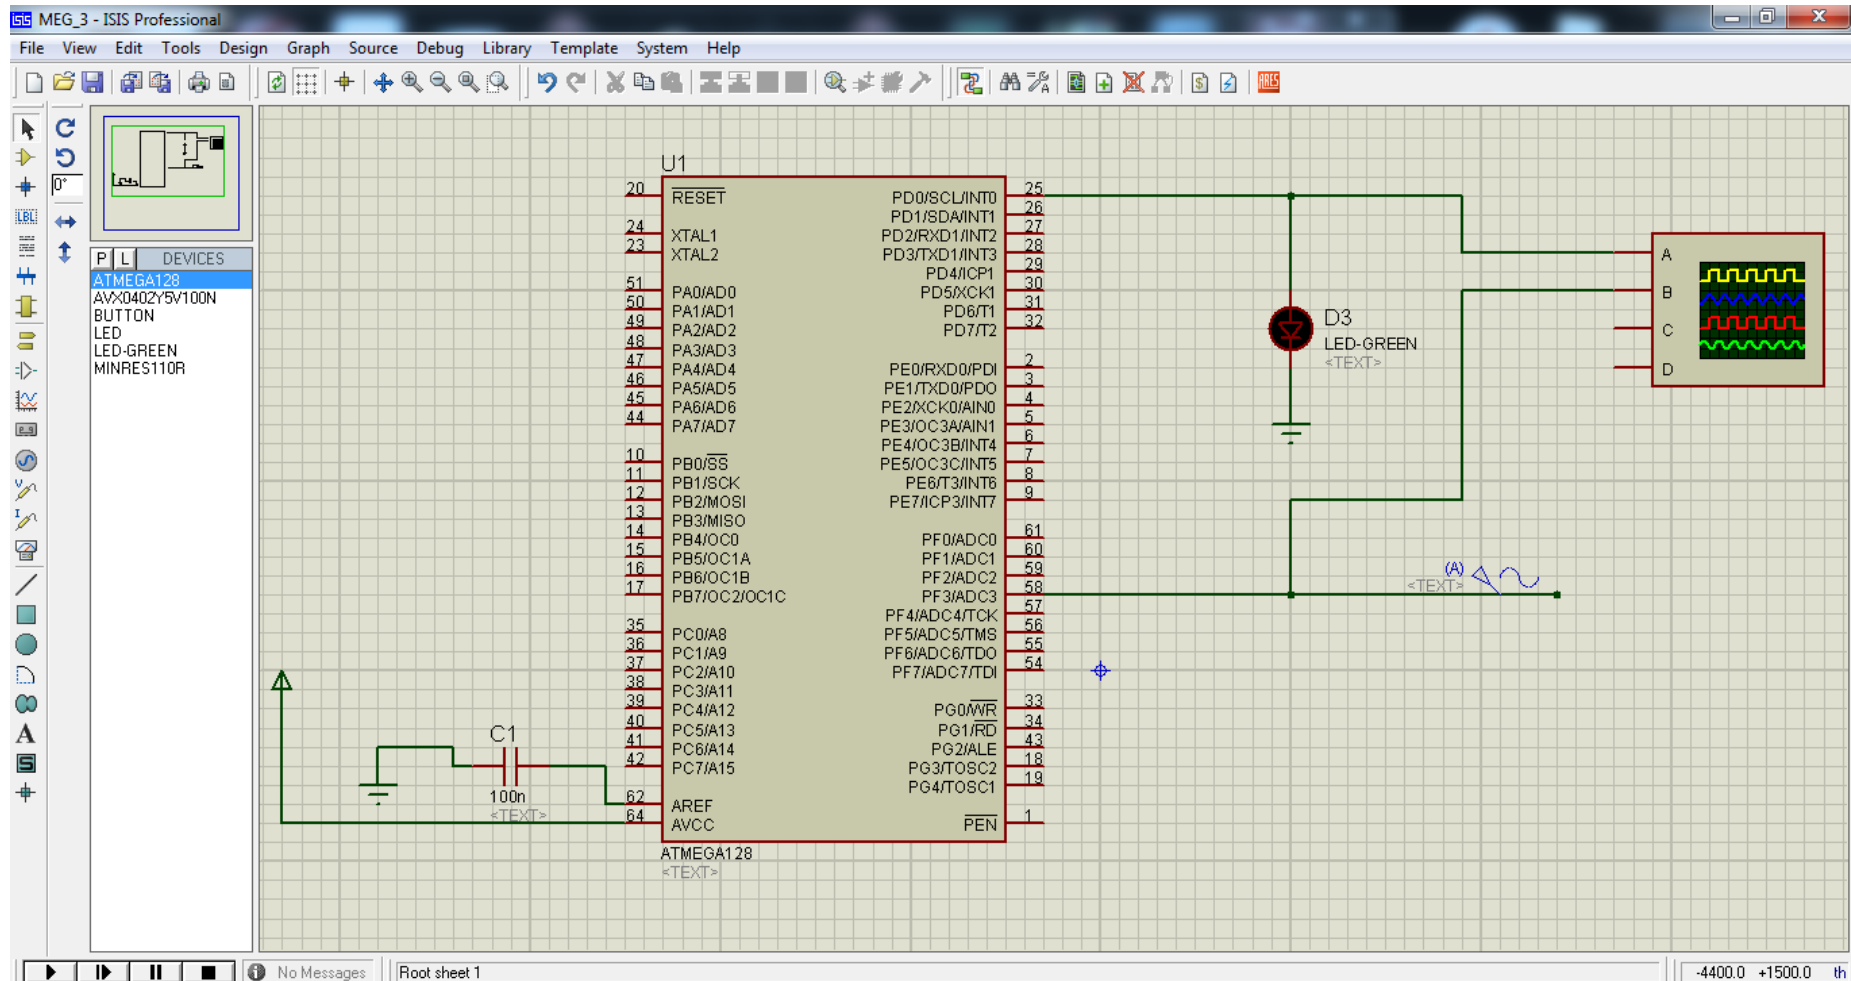 isis MEG_3 - ISIS Professional
File View Edit Tools Design Graph Source Debug Library Template System Help
ARES
LBL
0°
P L DEVICES
ATMEGA128
AVX0402Y5V100N
BUTTON
LED
LED-GREEN
MINRES110R
A
S
U1
20 RESET
24 XTAL1
23 XTAL2
51 PA0/AD0
50 PA1/AD1
49 PA2/AD2
48 PA3/AD3
47 PA4/AD4
46 PA5/AD5
45 PA6/AD6
44 PA7/AD7
10 PB0/SS
11 PB1/SCK
12 PB2/MOSI
13 PB3/MISO
14 PB4/OC0
15 PB5/OC1A
16 PB6/OC1B
17 PB7/OC2/OC1C
35 PC0/A8
36 PC1/A9
37 PC2/A10
38 PC3/A11
39 PC4/A12
40 PC5/A13
41 PC6/A14
42 PC7/A15
62 AREF
64 AVCC
PD0/SCL/INT0 25
PD1/SDA/INT1 26
PD2/RXD1/INT2 27
PD3/TXD1/INT3 28
PD4/ICP1 29
PD5/XCK1 30
PD6/T1 31
PD7/T2 32
PE0/RXD0/PDI 2
PE1/TXD0/PDO 3
PE2/XCK0/AIN0 4
PE3/OC3A/AIN1 5
PE4/OC3B/INT4 6
PE5/OC3C/INT5 7
PE6/T3/INT6 8
PE7/ICP3/INT7 9
PF0/ADC0 61
PF1/ADC1 60
PF2/ADC2 59
PF3/ADC3 58
PF4/ADC4/TCK 57
PF5/ADC5/TMS 56
PF6/ADC6/TDO 55
PF7/ADC7/TDI 54
PG0/WR 33
PG1/RD 34
PG2/ALE 43
PG3/TOSC2 18
PG4/TOSC1 19
PEN 1
ATMEGA128
<TEXT>
C1
100n
<TEXT>
D3
LED-GREEN
<TEXT>
A
B
C
D
(A)
<TEXT>
No Messages
Root sheet 1
-4400.0 +1500.0 th